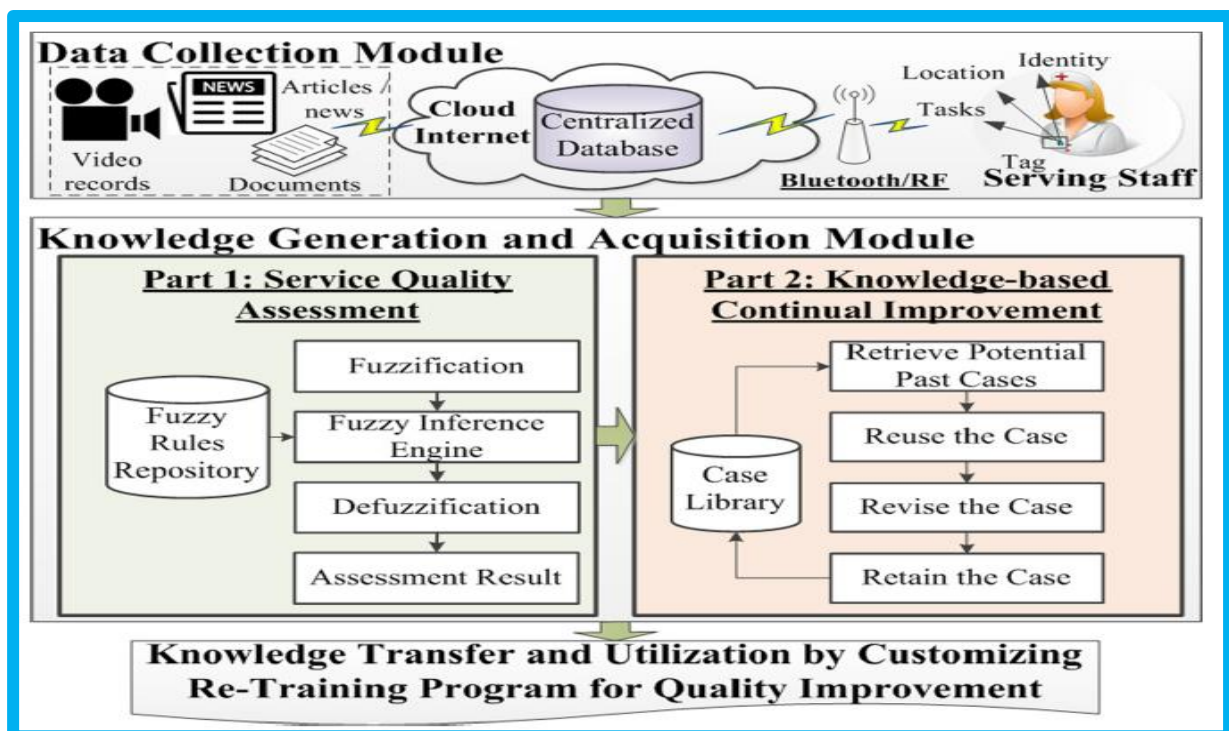 Data Collection Module
NEWS
Articles /
news
Video
records
Documents
Cloud
Internet
Centralized
Database
Bluetooth/RF
Location
Identity
Tasks
Tag
Serving Staff
Knowledge Generation and Acquisition Module
Part 1: Service Quality
Assessment
Fuzzy
Rules
Repository
Fuzzification
Fuzzy Inference
Engine
Defuzzification
Assessment Result
Part 2: Knowledge-based
Continual Improvement
Case
Library
Retrieve Potential
Past Cases
Reuse the Case
Revise the Case
Retain the Case
Knowledge Transfer and Utilization by Customizing
Re-Training Program for Quality Improvement